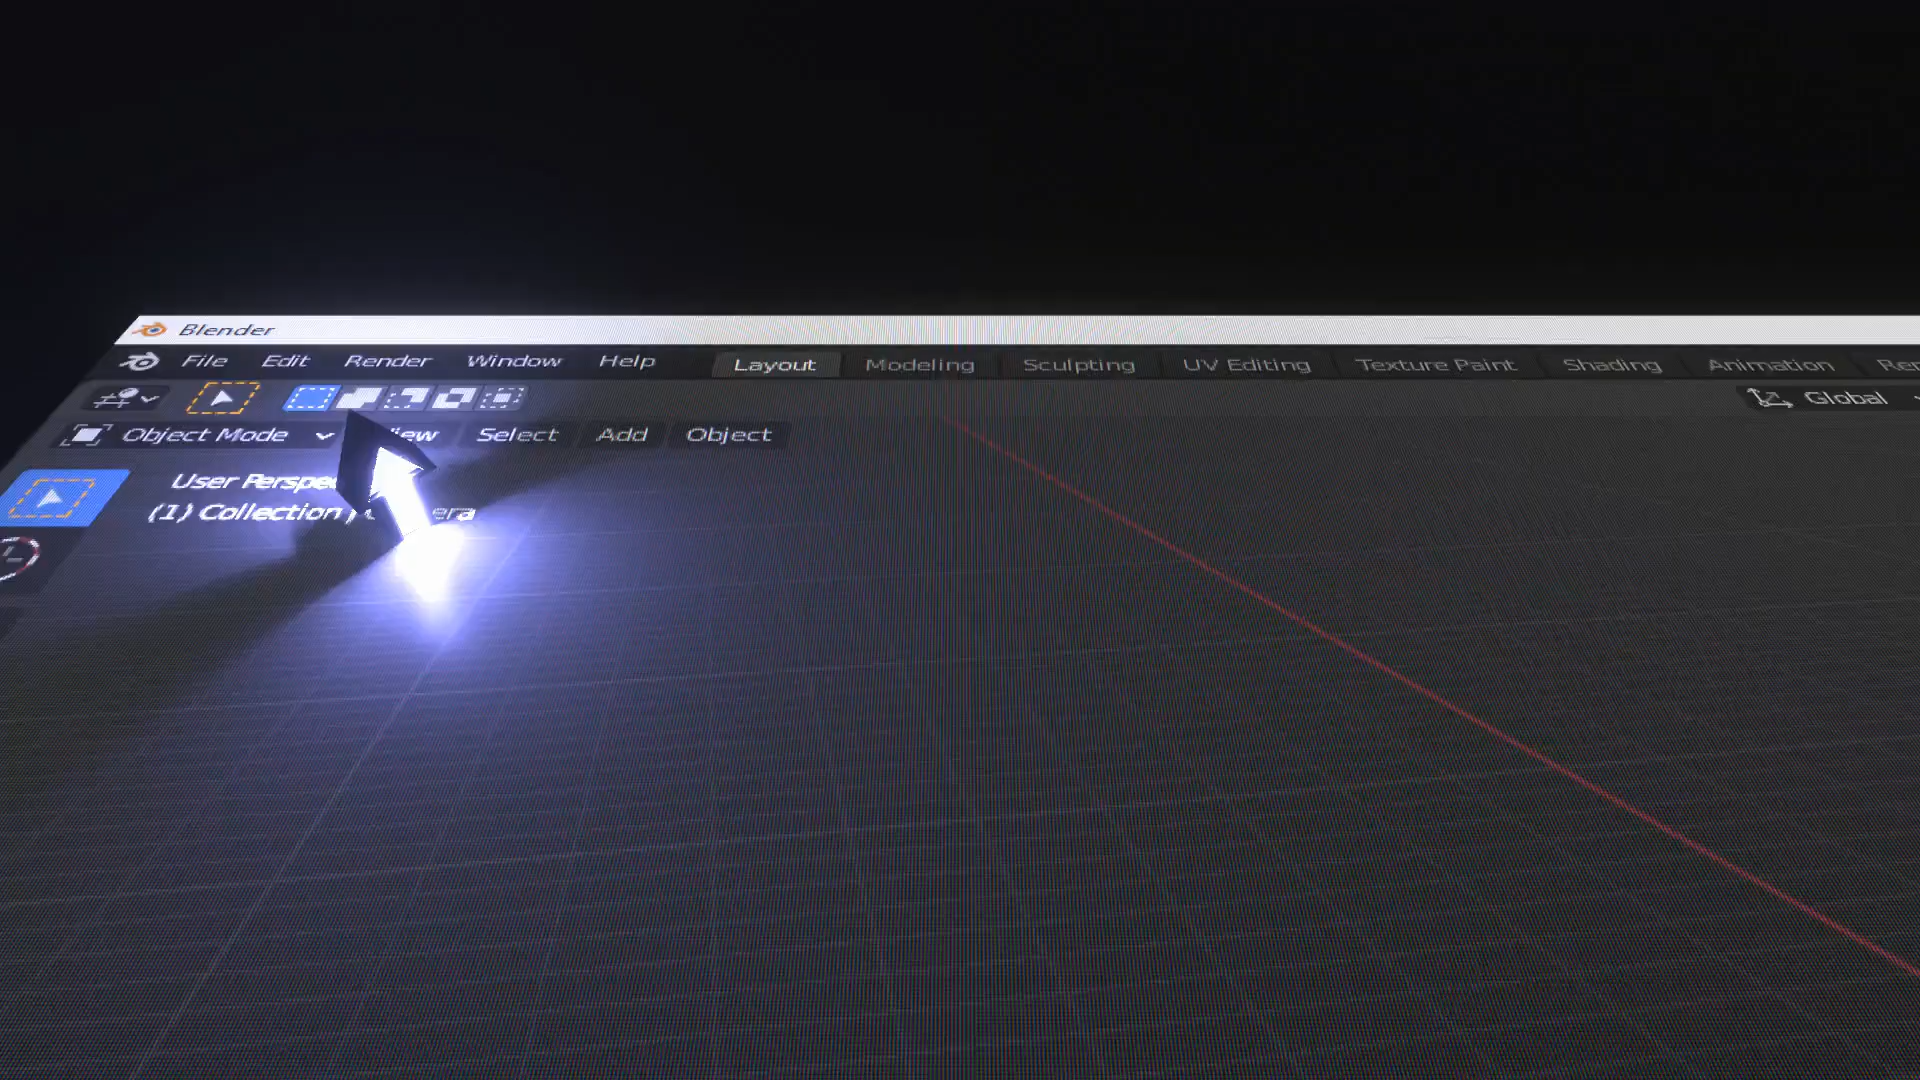 Blender
File Edit Render Window Help Layout Modeling Sculpting UV Editing Texture Paint Shading Animation
Global
Object Mode Select Add Object
User
(1) Collection